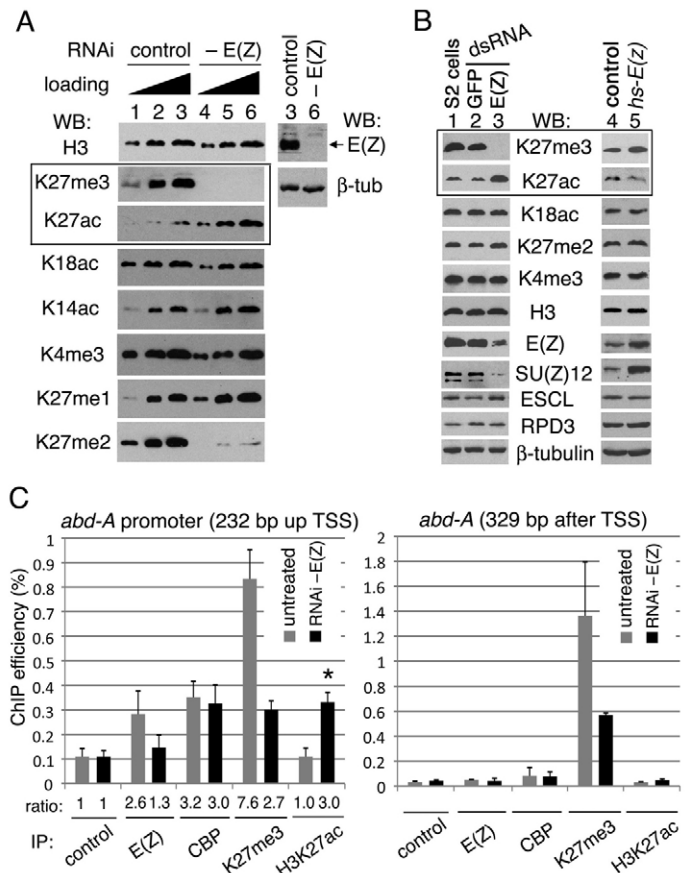 A
RNAi control – E(Z)
loading
WB: 1 2 3 4 5 6
H3
K27me3
K27ac
K18ac
K14ac
K4me3
K27me1
K27me2
control – E(Z)
3 6 WB:
E(Z)
β-tub
B
dsRNA
S2 cells GFP E(Z)
control hs-E(z)
1 2 3 WB: 4 5
K27me3
K27ac
K18ac
K27me2
K4me3
H3
E(Z)
SU(Z)12
ESCL
RPD3
β-tubulin
C
abd-A promoter (232 bp up TSS)
ChIP efficiency (%)
1
0.9
0.8
0.7
0.6
0.5
0.4
0.3
0.2
0.1
0
untreated
RNAi –E(Z)
*
ratio: 1 1 2.6 1.3 3.2 3.0 7.6 2.7 1.0 3.0
IP: control E(Z) CBP K27me3 H3K27ac
abd-A (329 bp after TSS)
2
1.8
1.6
1.4
1.2
1
0.8
0.6
0.4
0.2
0
untreated
RNAi –E(Z)
control E(Z) CBP K27me3 H3K27ac